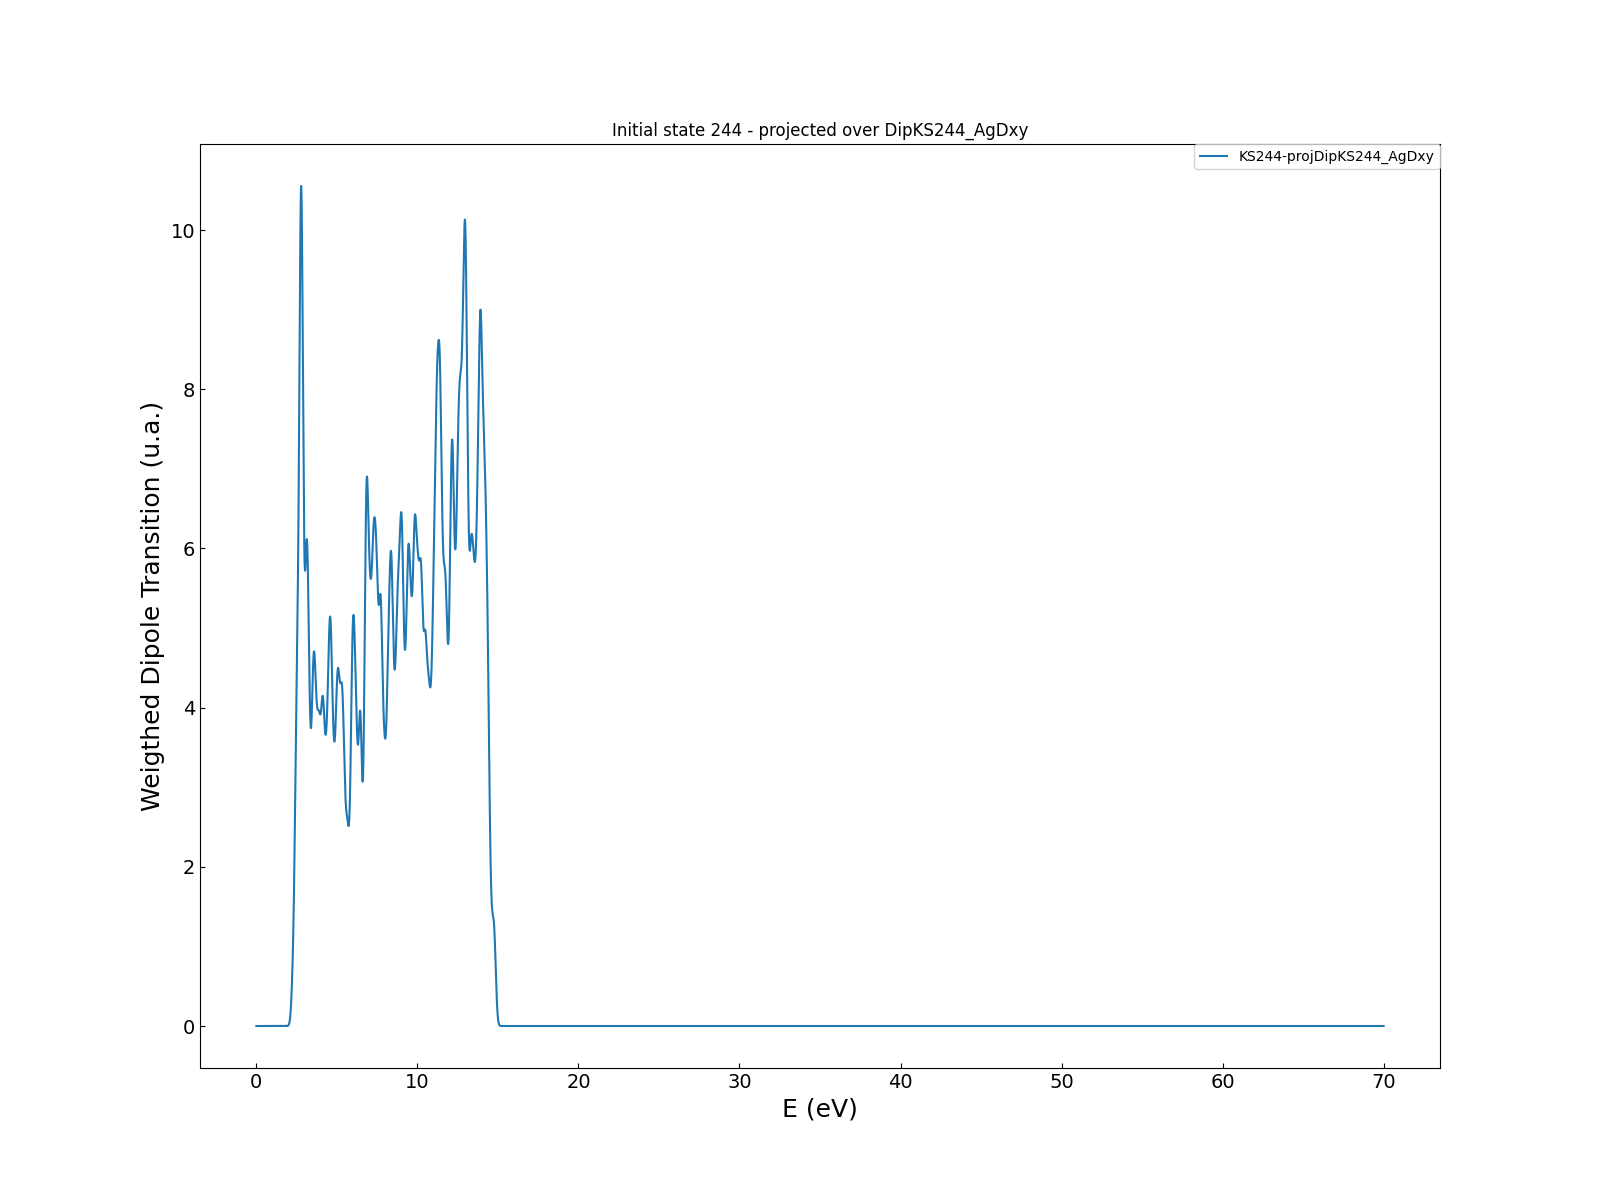 Initial state 244 - projected over DipKS244_AgDxy
KS244-projDipKS244_AgDxy
Weigthed Dipole Transition (u.a.)
10
8
6
4
2
0
0 10 20 30 40 50 60 70
E (eV)